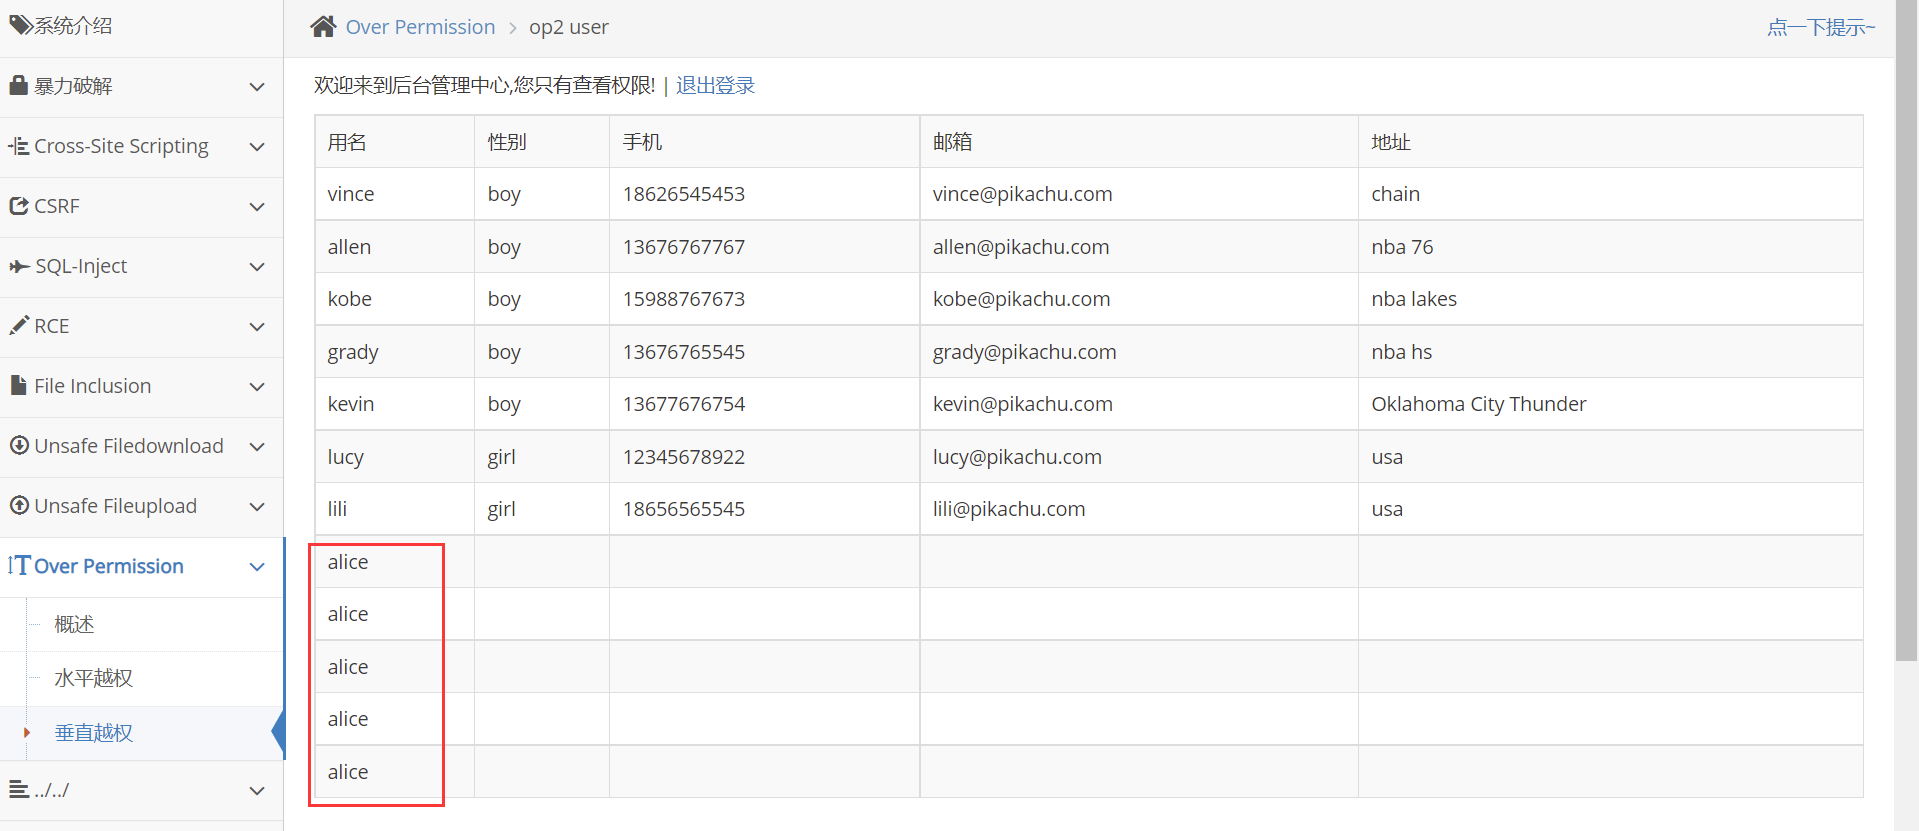 系统介绍
暴力破解
Cross-Site Scripting
CSRF
SQL-Inject
RCE
File Inclusion
Unsafe Filedownload
Unsafe Fileupload
Over Permission
概述
水平越权
垂直越权
../../
Over Permission > op2 user
点一下提示~
欢迎来到后台管理中心,您只有查看权限! | 退出登录
用名 性别 手机 邮箱 地址
vince boy 18626545453 vince@pikachu.com chain
allen boy 13676767767 allen@pikachu.com nba 76
kobe boy 15988767673 kobe@pikachu.com nba lakes
grady boy 13676765545 grady@pikachu.com nba hs
kevin boy 13677676754 kevin@pikachu.com Oklahoma City Thunder
lucy girl 12345678922 lucy@pikachu.com usa
lili girl 18656565545 lili@pikachu.com usa
alice
alice
alice
alice
alice